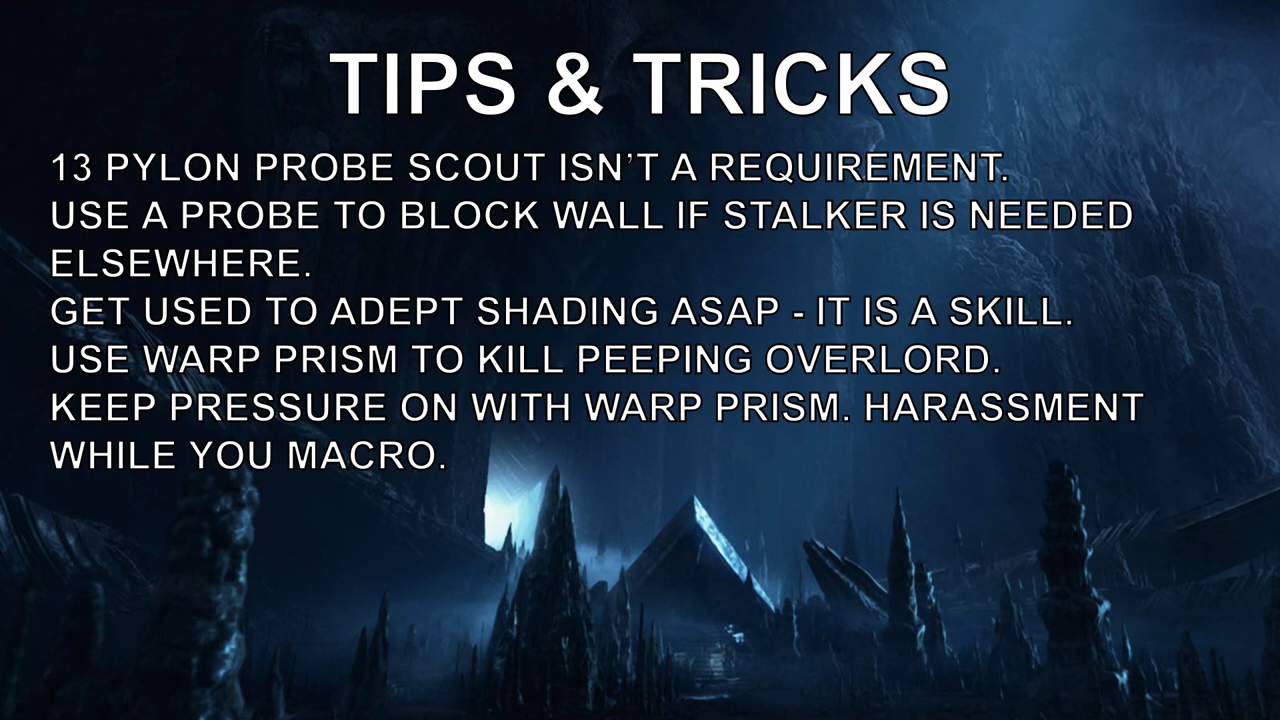 TIPS & TRICKS
13 PYLON PROBE SCOUT ISN’T A REQUIREMENT.
USE A PROBE TO BLOCK WALL IF STALKER IS NEEDED
ELSEWHERE.
GET USED TO ADEPT SHADING ASAP - IT IS A SKILL.
USE WARP PRISM TO KILL PEEPING OVERLORD.
KEEP PRESSURE ON WITH WARP PRISM. HARASSMENT
WHILE YOU MACRO.